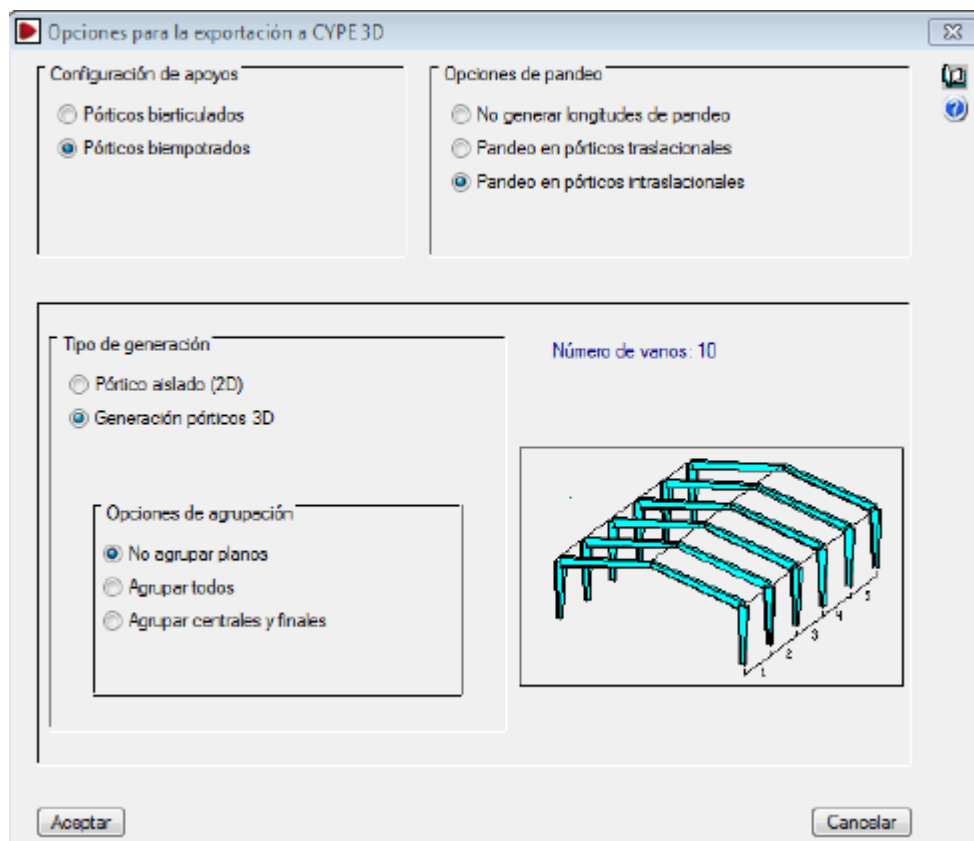 Opciones para la exportación a CYPE 3D
Configuración de apoyos
Pórticos biarticulados
Pórticos biempotrados
Opciones de pandeo
No generar longitudes de pandeo
Pandeo en pórticos traslacionales
Pandeo en pórticos intraslacionales
Tipo de generación
Pórtico aislado (2D)
Generación pórticos 3D
Opciones de agrupación
No agrupar planos
Agrupar todos
Agrupar centrales y finales
Número de vanos: 10
1
2
3
4
5
Aceptar
Cancelar